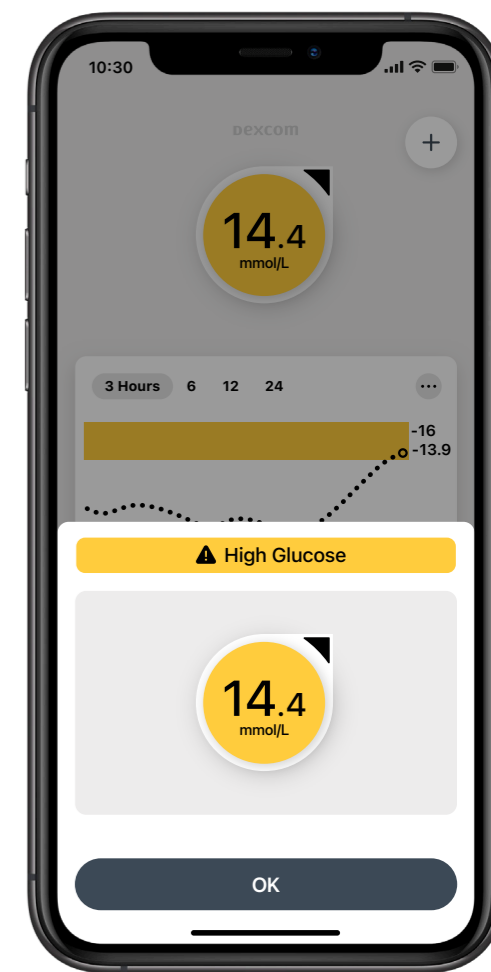 10:30
Dexcom
+
14.4
mmol/L
3 Hours 6 12 24
-16
-13.9
High Glucose
14.4
mmol/L
OK